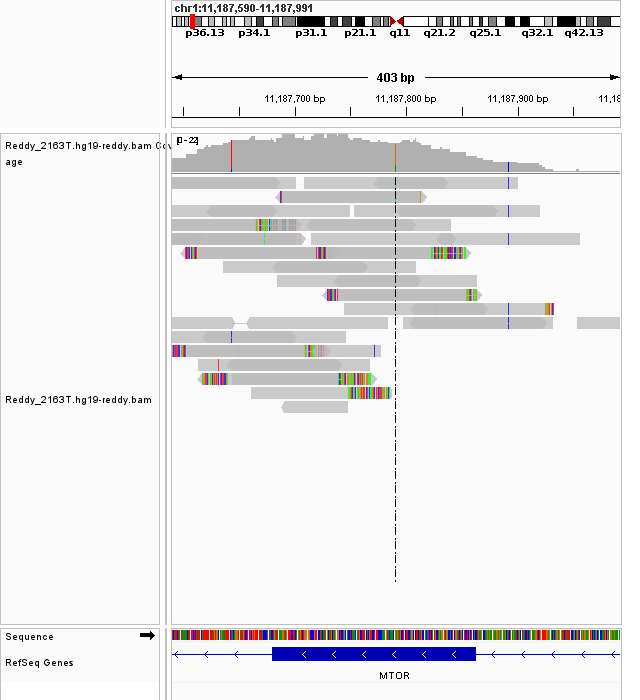 chr1:11,187,590-11,187,991
p36.13 p34.1 p31.1 p21.1 q11 q21.2 q25.1 q32.1 q42.13
403 bp
11,187,700 bp 11,187,800 bp 11,187,900 bp 11,18
Reddy_2163T.hg19-reddy.bam Cov
age
[0-22]
Reddy_2163T.hg19-reddy.bam
Sequence
RefSeq Genes
MTOR